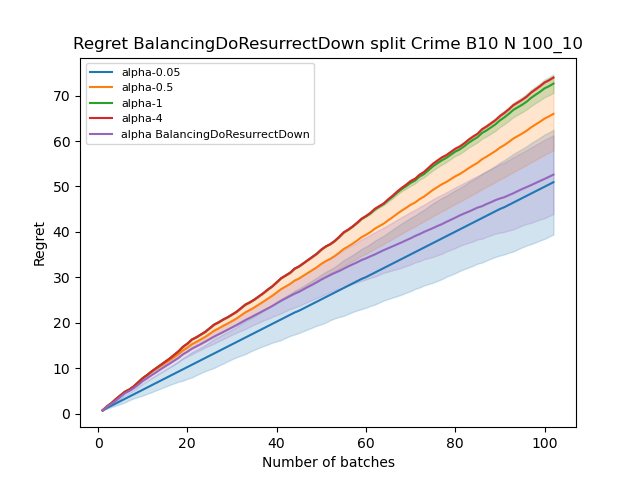 Regret BalancingDoResurrectDown split Crime B10 N 100_10
alpha-0.05
alpha-0.5
alpha-1
alpha-4
alpha BalancingDoResurrectDown
Regret
70
60
50
40
30
20
10
0
0 20 40 60 80 100
Number of batches